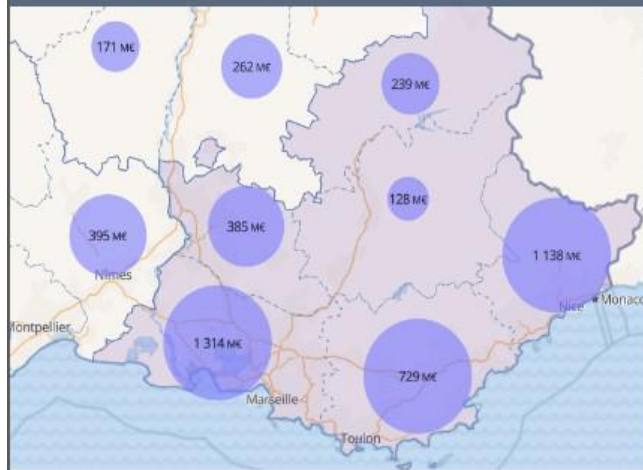 171 M€
262 M€
239 M€
128 M€
395 M€
385 M€
1 138 M€
Nîmes
Nice
Monaco
Montpellier
1 314 M€
729 M€
Marseille
Toulon